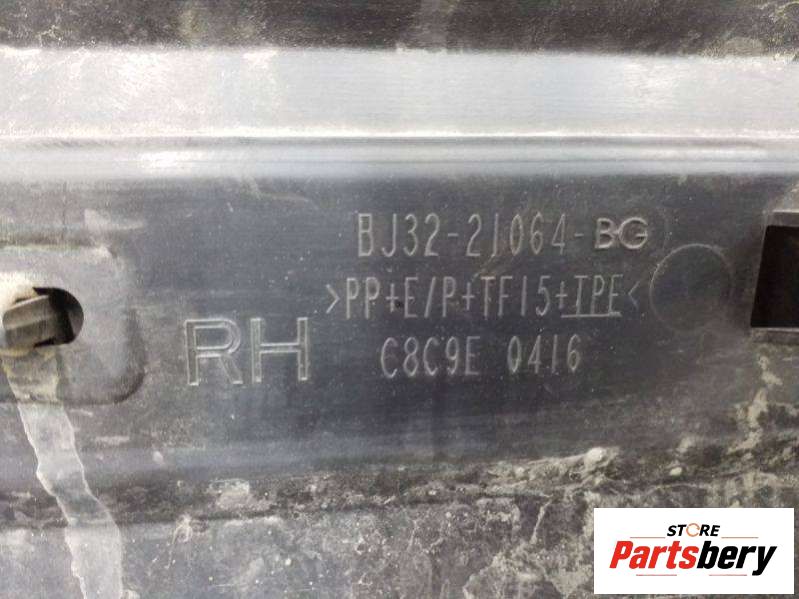 BJ32-21064-BG
>PP+E/P+TF15+TPE<
RH
C8C9E 0416
STORE
Partsbery